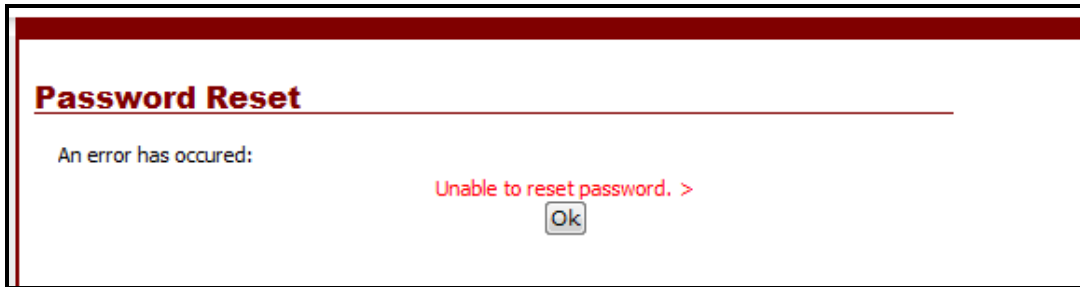 Password Reset
An error has occured:
Unable to reset password. >
Ok